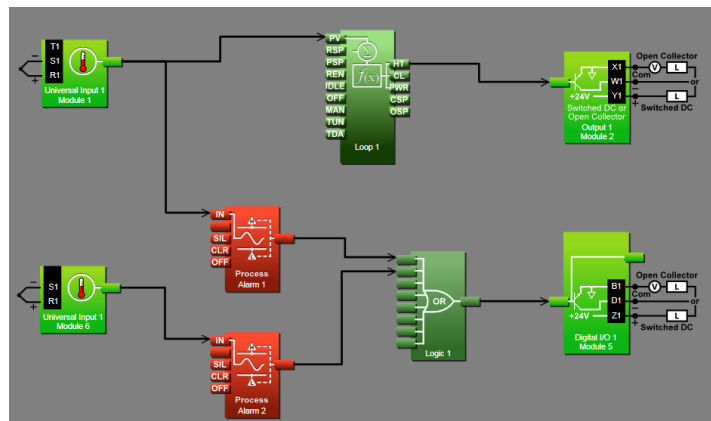 T1
S1
R1
Universal Input 1
Module 1
PV
RSP
PSP
REN
IDLE
OFF
MAN
TUN
TDA
Σ
f(x)
HT
CL
PWR
CSP
OSP
Loop 1
+24V
X1
W1
Y1
Switched DC or
Open Collector
Output 1
Module 2
Open Collector
V
L
Com
or
L
Switched DC
IN
SIL
CLR
OFF
Process
Alarm 1
S1
R1
Universal Input 1
Module 6
IN
SIL
CLR
OFF
Process
Alarm 2
OR
Logic 1
+24V
B1
D1
Z1
Digital I/O 1
Module 5
Open Collector
V
L
Com
or
L
Switched DC